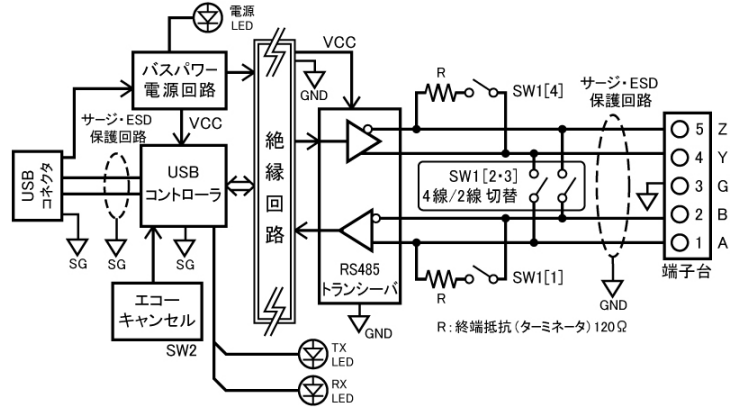 電源
LED
バスパワー
電源回路
VCC
GND
VCC
R
SW1[4]
サージ・ESD
保護回路
サージ・ESD
保護回路
VCC
USB
コネクタ
USB
コントローラ
絶縁回路
SW1[2・3]
4線/2線 切替
5 Z
4 Y
3 G
2 B
1 A
端子台
SG
SG
SG
RS485
トランシーバ
R
SW1[1]
GND
GND
エコー
キャンセル
SW2
R:終端抵抗(ターミネータ)120Ω
TX
LED
RX
LED